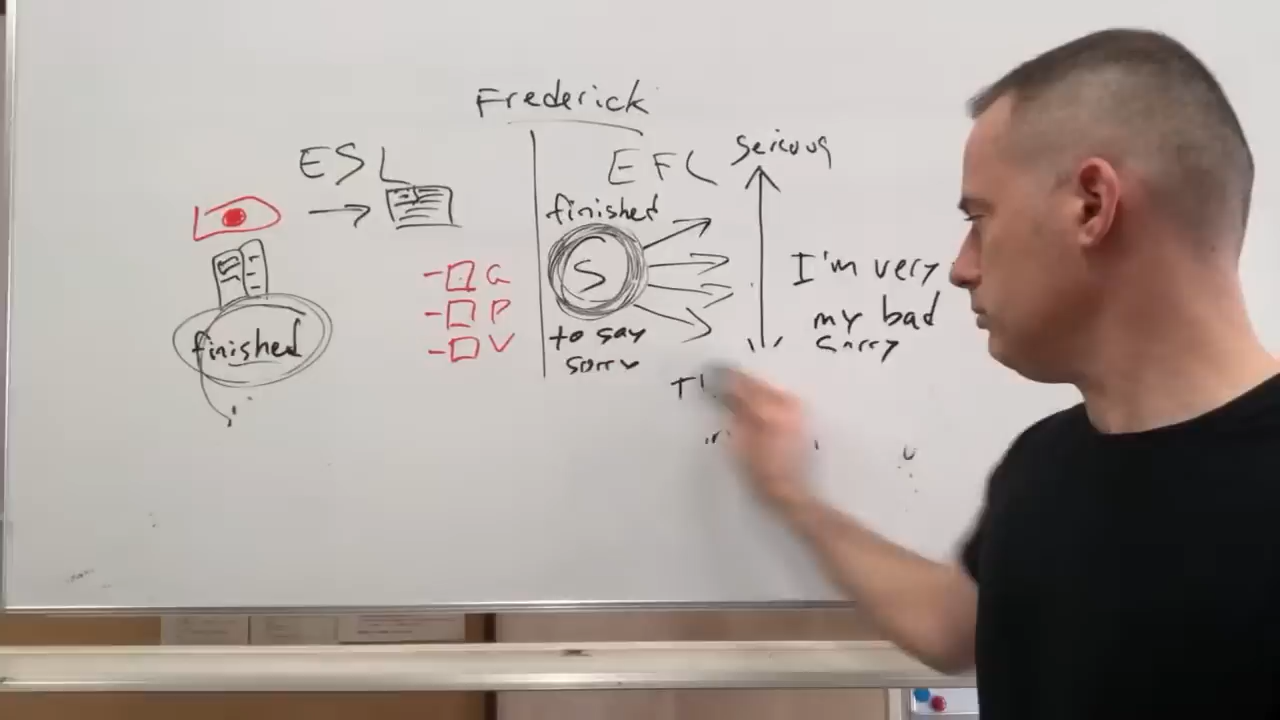 Frederick
ESL
finished
G
P
V
EFL
Serious
finished
S
to say
sorry
I'm very
my bad
Sorry